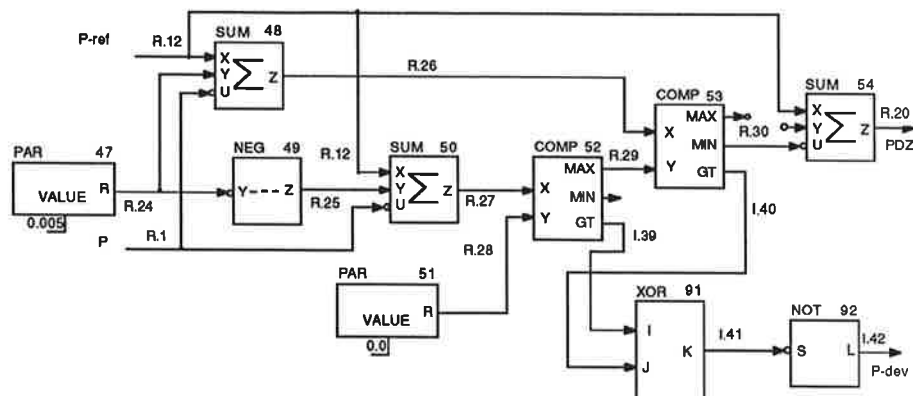 P-ref
R.12
SUM 48
X
Y
U
Z
R.26
SUM 54
X
Y
U
Z
R.20
PDZ
COMP 53
MAX
MIN
GT
X
Y
R.30
I.40
PAR 47
VALUE R
0.005
R.24
NEG 49
Y --- Z
R.25
R.12
SUM 50
X
Y
U
Z
R.27
COMP 52
MAX
MIN
GT
X
Y
R.29
I.39
R.28
P
R.1
PAR 51
VALUE R
0.0
XOR 91
I
J
K
I.41
NOT 92
S L
I.42
P-dev